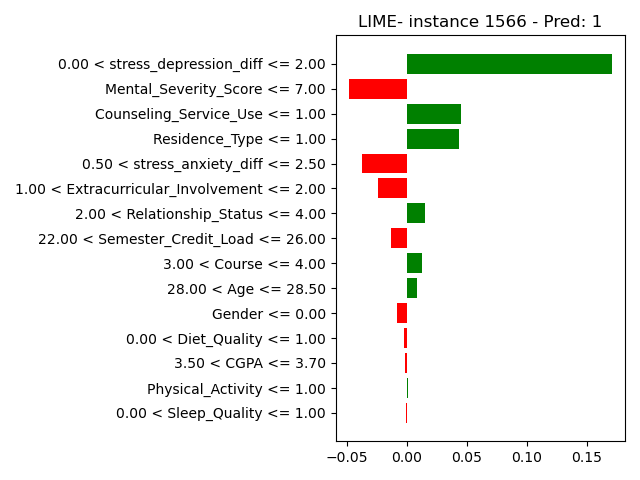 LIME- instance 1566 - Pred: 1
0.00 < stress_depression_diff <= 2.00
Mental_Severity_Score <= 7.00
Counseling_Service_Use <= 1.00
Residence_Type <= 1.00
0.50 < stress_anxiety_diff <= 2.50
1.00 < Extracurricular_Involvement <= 2.00
2.00 < Relationship_Status <= 4.00
22.00 < Semester_Credit_Load <= 26.00
3.00 < Course <= 4.00
28.00 < Age <= 28.50
Gender <= 0.00
0.00 < Diet_Quality <= 1.00
3.50 < CGPA <= 3.70
Physical_Activity <= 1.00
0.00 < Sleep_Quality <= 1.00
−0.05 0.00 0.05 0.10 0.15